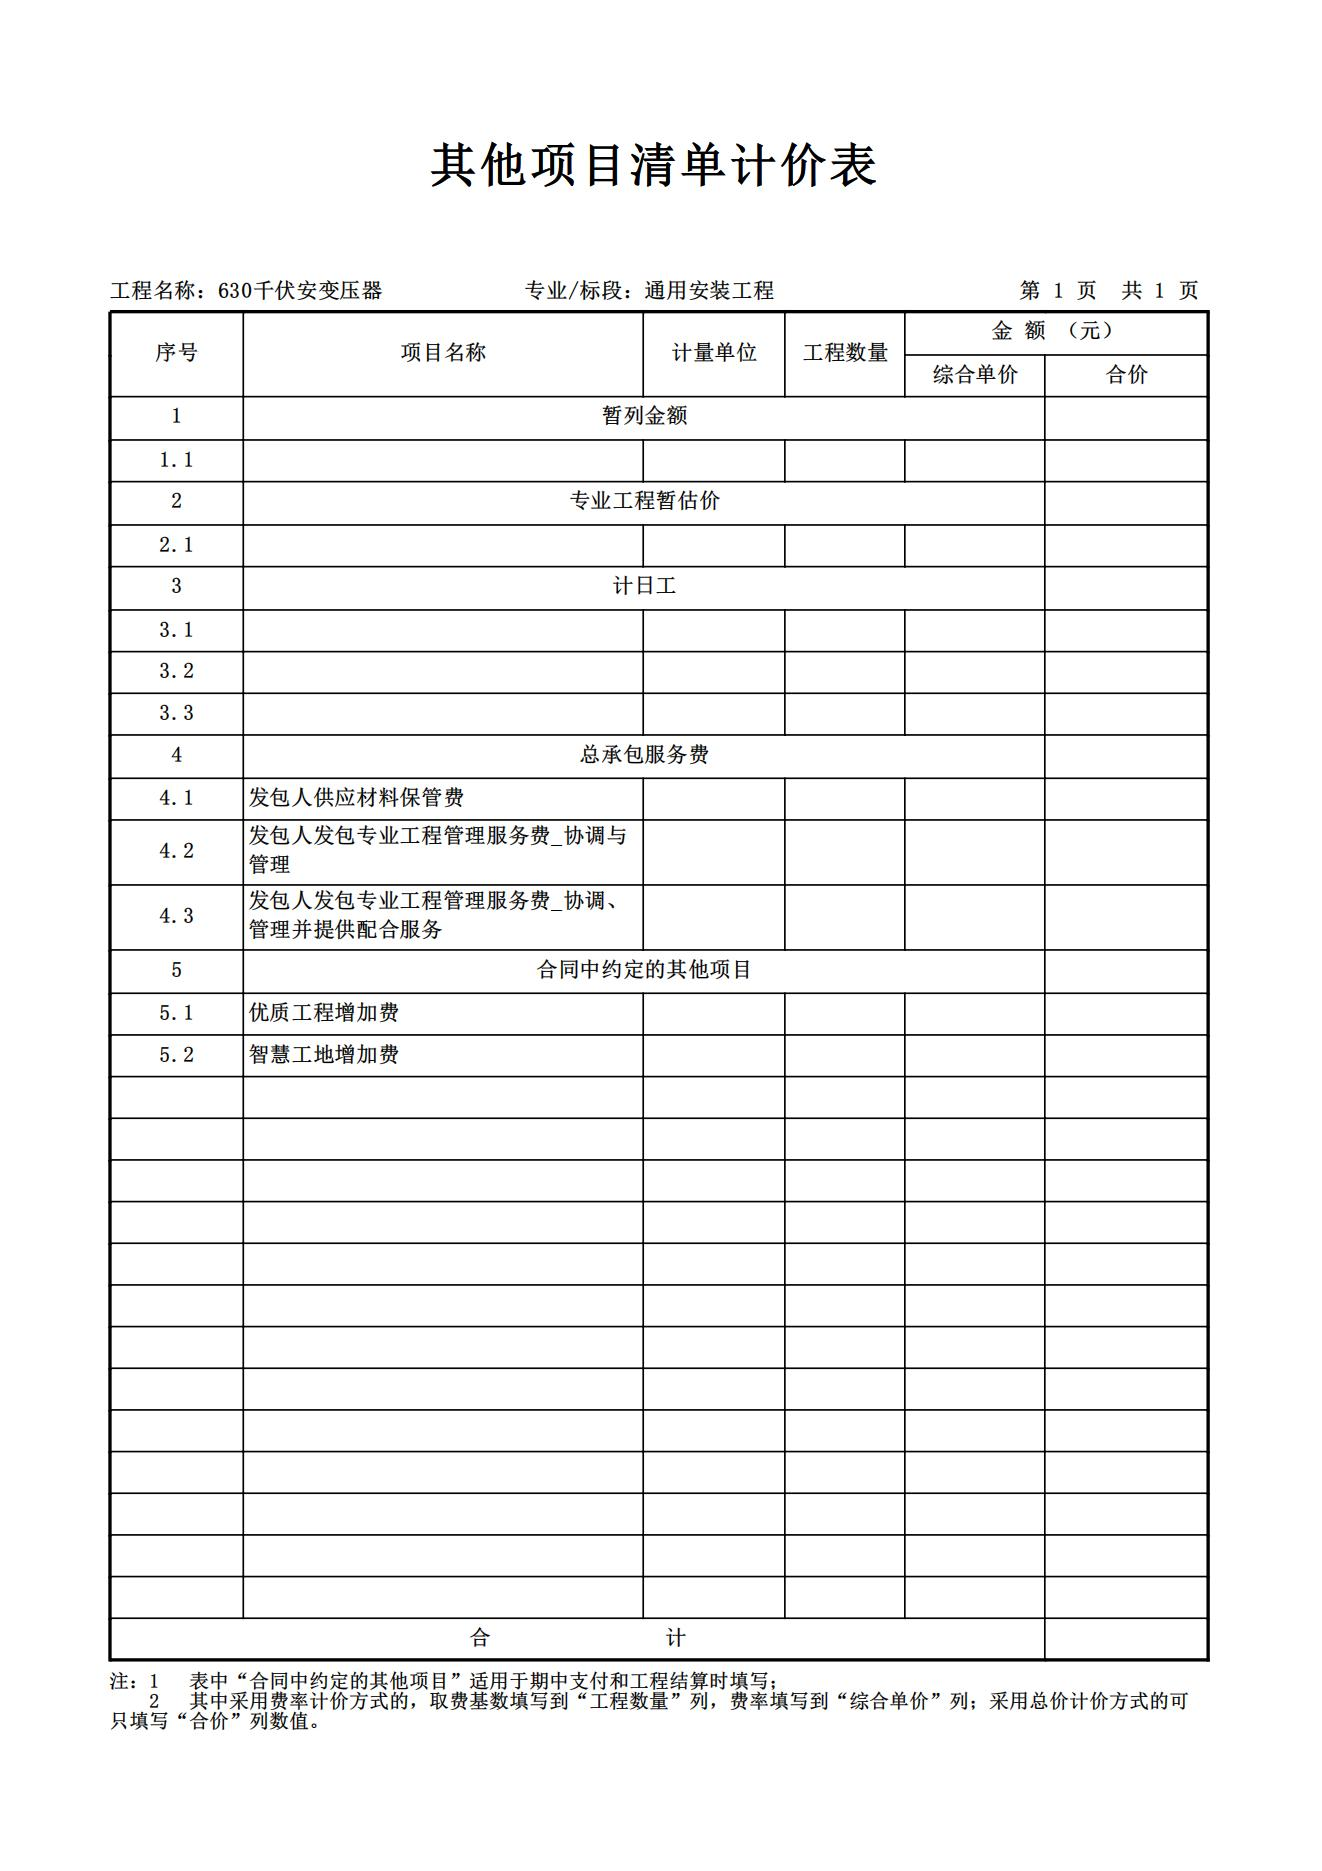 其他项目清单计价表
工程名称：630千伏安变压器 专业/标段：通用安装工程 第 1 页 共 1 页
序号 项目名称 计量单位 工程数量 金 额 （元）
综合单价 合价
1 暂列金额
1.1
2 专业工程暂估价
2.1
3 计日工
3.1
3.2
3.3
4 总承包服务费
4.1 发包人供应材料保管费
4.2 发包人发包专业工程管理服务费_协调与
管理
4.3 发包人发包专业工程管理服务费_协调、
管理并提供配合服务
5 合同中约定的其他项目
5.1 优质工程增加费
5.2 智慧工地增加费
合 计
注：1 表中“合同中约定的其他项目”适用于期中支付和工程结算时填写；
2 其中采用费率计价方式的，取费基数填写到“工程数量”列，费率填写到“综合单价”列；采用总价计价方式的可
只填写“合价”列数值。